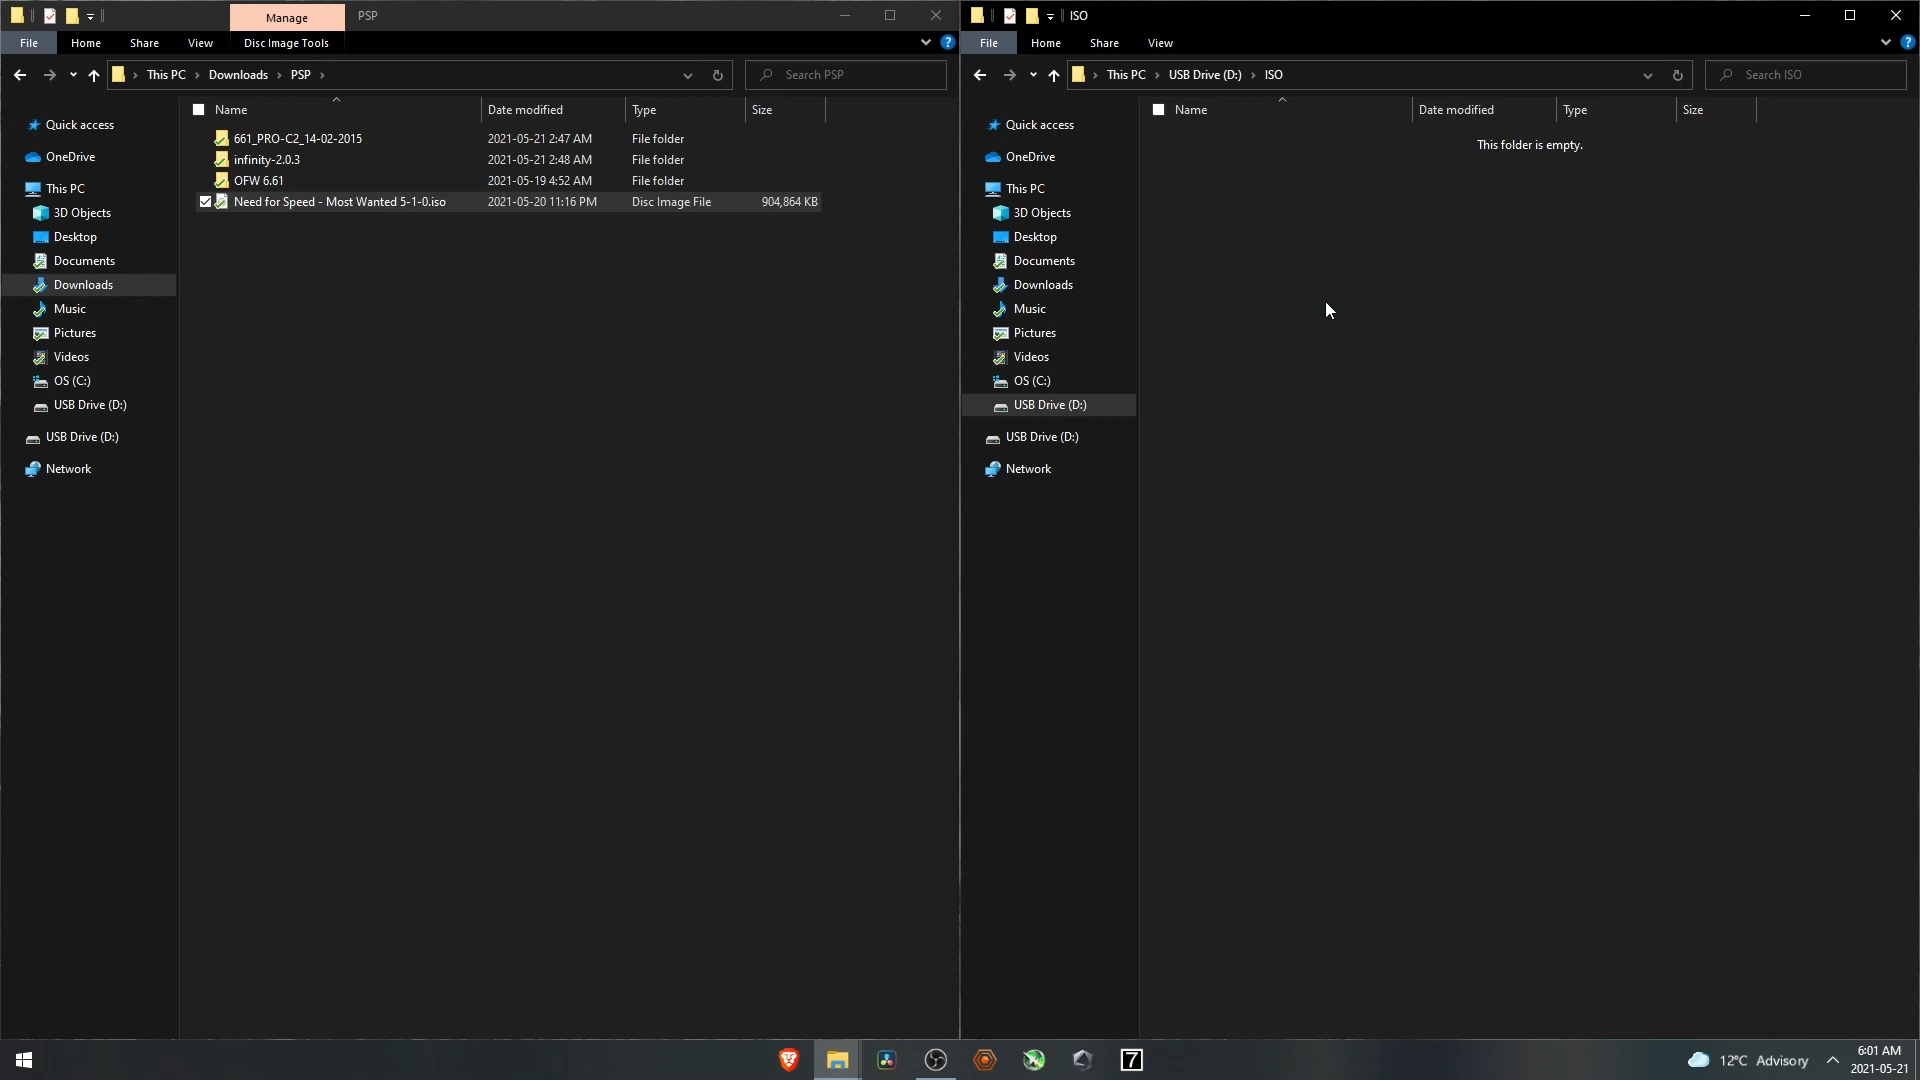 Manage
PSP
File
Home
Share
View
Disc Image Tools
This PC
Downloads
PSP
Search PSP
Name
Date modified
Type
Size
Quick access
OneDrive
This PC
3D Objects
Desktop
Documents
Downloads
Music
Pictures
Videos
OS (C:)
USB Drive (D:)
USB Drive (D:)
Network
661_PRO-C2_14-02-2015 2021-05-21 2:47 AM File folder
infinity-2.0.3 2021-05-21 2:48 AM File folder
OFW 6.61 2021-05-19 4:52 AM File folder
Need for Speed - Most Wanted 5-1-0.iso 2021-05-20 11:16 PM Disc Image File 904,864 KB
ISO
File
Home
Share
View
This PC
USB Drive (D:)
ISO
Search ISO
Name
Date modified
Type
Size
This folder is empty.
Quick access
OneDrive
This PC
3D Objects
Desktop
Documents
Downloads
Music
Pictures
Videos
OS (C:)
USB Drive (D:)
USB Drive (D:)
Network
7
12°C Advisory
6:01 AM
2021-05-21